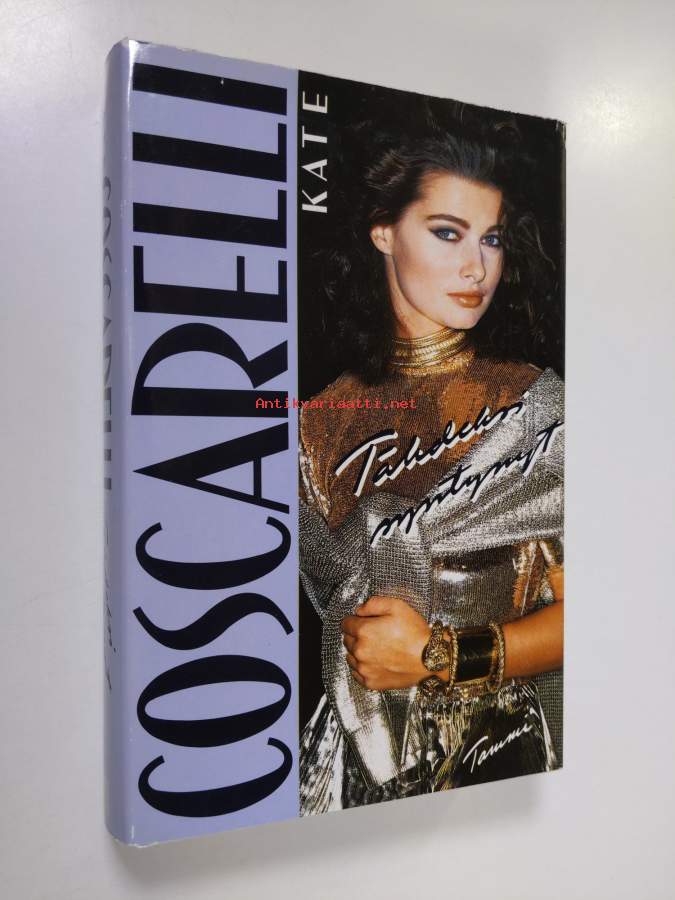 COSCARELLI
KATE
Tähdeksi
syntynyt
Tammi
Antikvariaatti.net
COSCARELLI